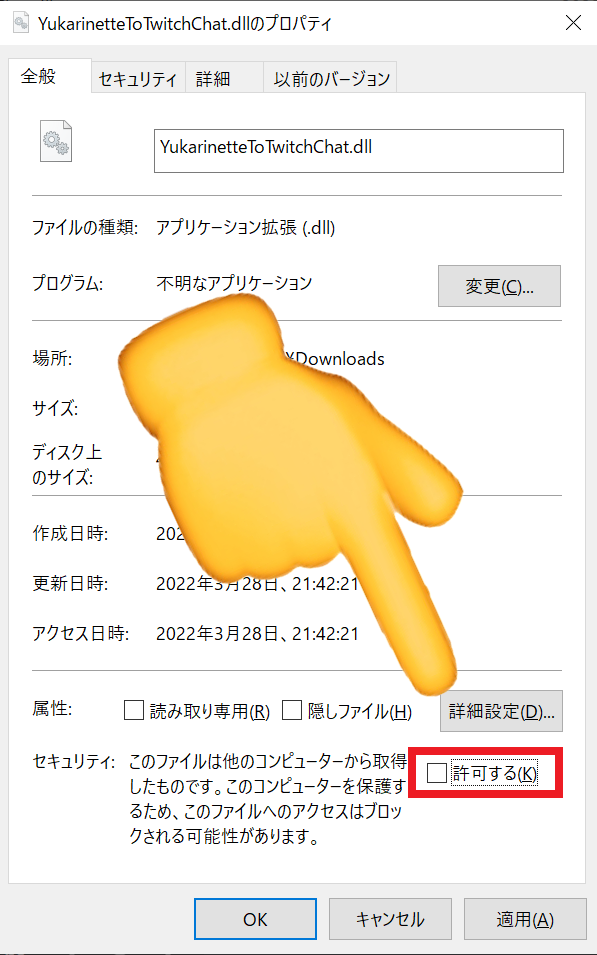 YukarinetteToTwitchChat.dllのプロパティ
全般 セキュリティ 詳細 以前のバージョン
YukarinetteToTwitchChat.dll
ファイルの種類: アプリケーション拡張 (.dll)
プログラム: 不明なアプリケーション 変更(C)...
場所: ¥Downloads
サイズ:
ディスク上
のサイズ:
作成日時: 202
更新日時: 2022年3月28日、21:42:21
アクセス日時: 2022年3月28日、21:42:21
属性: 読み取り専用(R) 隠しファイル(H) 詳細設定(D)...
セキュリティ: このファイルは他のコンピューターから取得
したものです。このコンピューターを保護す
るため、このファイルへのアクセスはブロッ
クされる可能性があります。
許可する(K)
OK キャンセル 適用(A)